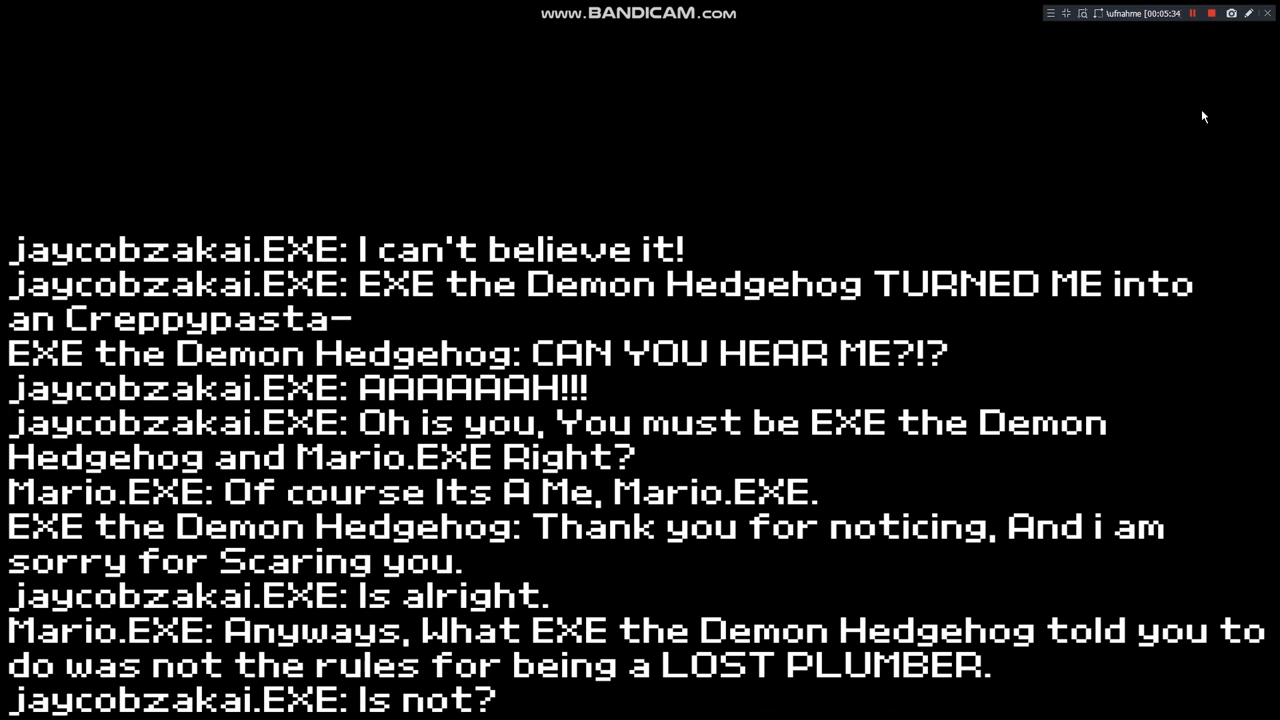 www.BANDICAM.com
\ufnahme [00:05:34]
jaycobzakai.EXE: I can't believe it!
jaycobzakai.EXE: EXE the Demon Hedgehog TURNED ME into
an Creppypasta-
EXE the Demon Hedgehog: CAN YOU HEAR ME?!?
jaycobzakai.EXE: AAAAAAH!!!
jaycobzakai.EXE: Oh is you, You must be EXE the Demon
Hedgehog and Mario.EXE Right?
Mario.EXE: Of course Its A Me, Mario.EXE.
EXE the Demon Hedgehog: Thank you for noticing, And i am
sorry for Scaring you.
jaycobzakai.EXE: Is alright.
Mario.EXE: Anyways, What EXE the Demon Hedgehog told you to
do was not the rules for being a LOST PLUMBER.
jaycobzakai.EXE: Is not?